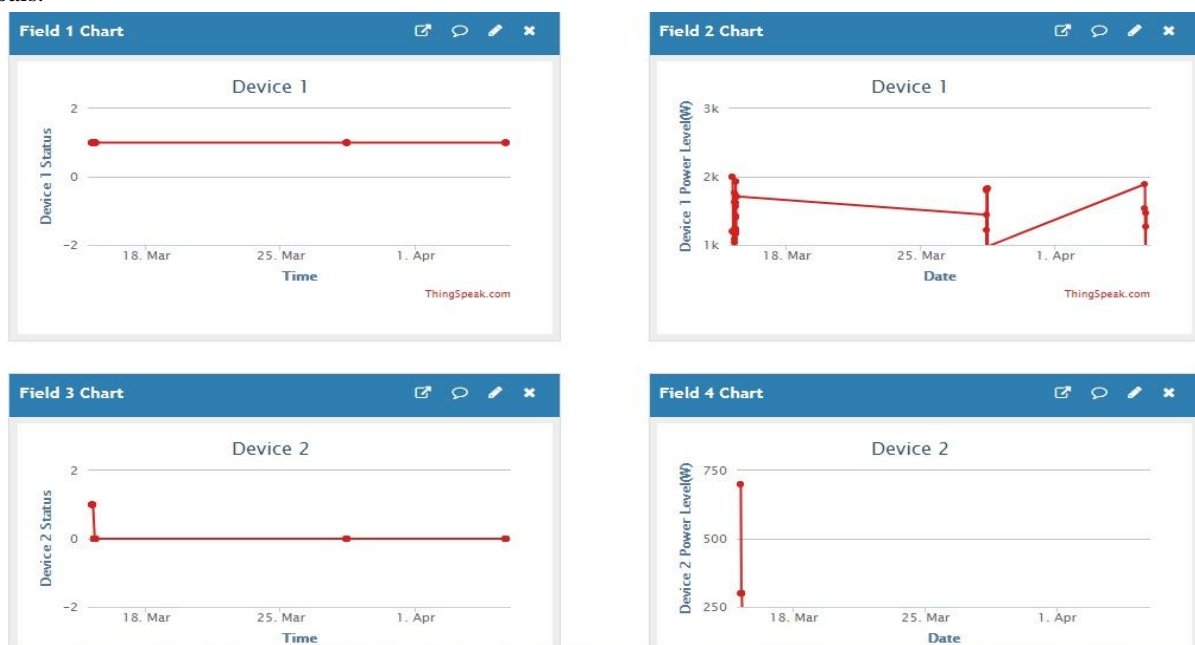 Field 1 Chart
Device 1
Device 1 Status
2
0
-2
18. Mar 25. Mar 1. Apr
Time
ThingSpeak.com
Field 2 Chart
Device 1
Device 1 Power Level(W)
3k
2k
1k
18. Mar 25. Mar 1. Apr
Date
ThingSpeak.com
Field 3 Chart
Device 2
Device 2 Status
2
0
-2
18. Mar 25. Mar 1. Apr
Time
Field 4 Chart
Device 2
Device 2 Power Level(W)
750
500
250
18. Mar 25. Mar 1. Apr
Date